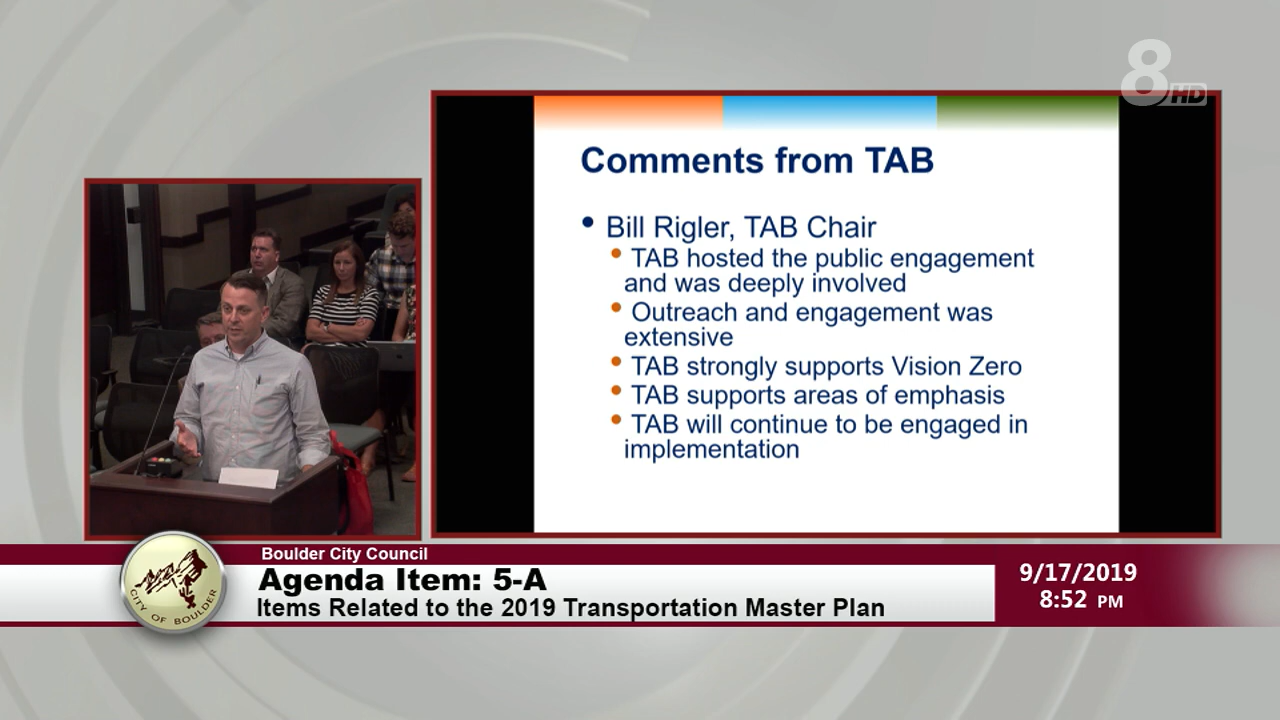 8 HD
Comments from TAB
• Bill Rigler, TAB Chair
• TAB hosted the public engagement
and was deeply involved
• Outreach and engagement was
extensive
• TAB strongly supports Vision Zero
• TAB supports areas of emphasis
• TAB will continue to be engaged in
implementation
Boulder City Council
Agenda Item: 5-A
Items Related to the 2019 Transportation Master Plan
9/17/2019
8:52 PM
CITY OF BOULDER